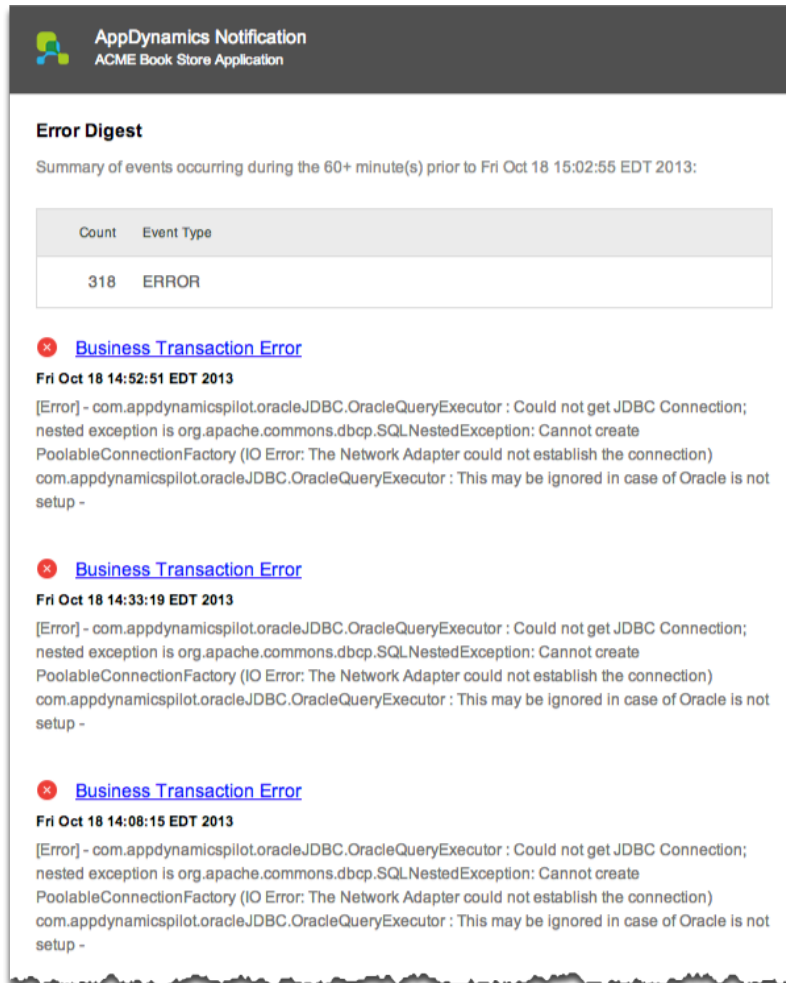 AppDynamics Notification
ACME Book Store Application
Error Digest
Summary of events occurring during the 60+ minute(s) prior to Fri Oct 18 15:02:55 EDT 2013:
Count Event Type
318 ERROR
Business Transaction Error
Fri Oct 18 14:52:51 EDT 2013
[Error] - com.appdynamicspilot.oracleJDBC.OracleQueryExecutor : Could not get JDBC Connection;
nested exception is org.apache.commons.dbcp.SQLNestedException: Cannot create
PoolableConnectionFactory (IO Error: The Network Adapter could not establish the connection)
com.appdynamicspilot.oracleJDBC.OracleQueryExecutor : This may be ignored in case of Oracle is not
setup -
Business Transaction Error
Fri Oct 18 14:33:19 EDT 2013
[Error] - com.appdynamicspilot.oracleJDBC.OracleQueryExecutor : Could not get JDBC Connection;
nested exception is org.apache.commons.dbcp.SQLNestedException: Cannot create
PoolableConnectionFactory (IO Error: The Network Adapter could not establish the connection)
com.appdynamicspilot.oracleJDBC.OracleQueryExecutor : This may be ignored in case of Oracle is not
setup -
Business Transaction Error
Fri Oct 18 14:08:15 EDT 2013
[Error] - com.appdynamicspilot.oracleJDBC.OracleQueryExecutor : Could not get JDBC Connection;
nested exception is org.apache.commons.dbcp.SQLNestedException: Cannot create
PoolableConnectionFactory (IO Error: The Network Adapter could not establish the connection)
com.appdynamicspilot.oracleJDBC.OracleQueryExecutor : This may be ignored in case of Oracle is not
setup -